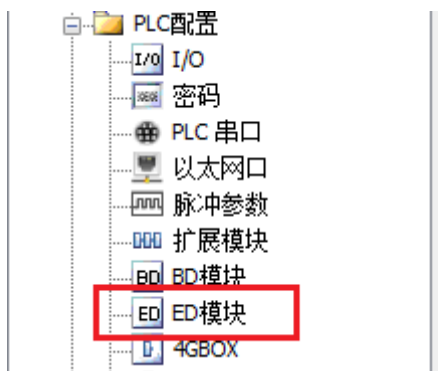 PLC配置
I/O I/O
密码
PLC 串口
以太网口
脉冲参数
扩展模块
BD BD模块
ED ED模块
4GBOX